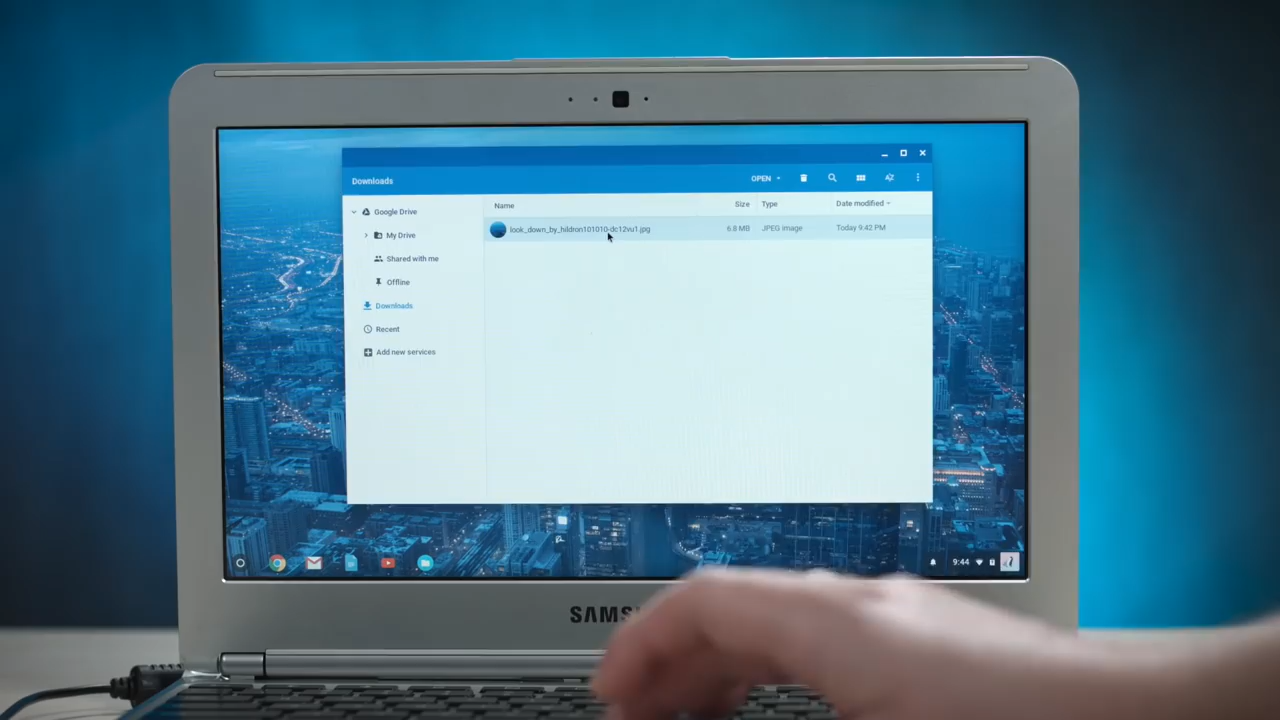 Downloads
OPEN
Name Size Type Date modified
look_down_by_hildron101010-dc12vu1.jpg 6.8 MB JPEG image Today 9:42 PM
Google Drive
My Drive
Shared with me
Offline
Downloads
Recent
Add new services
9:44
SAMS